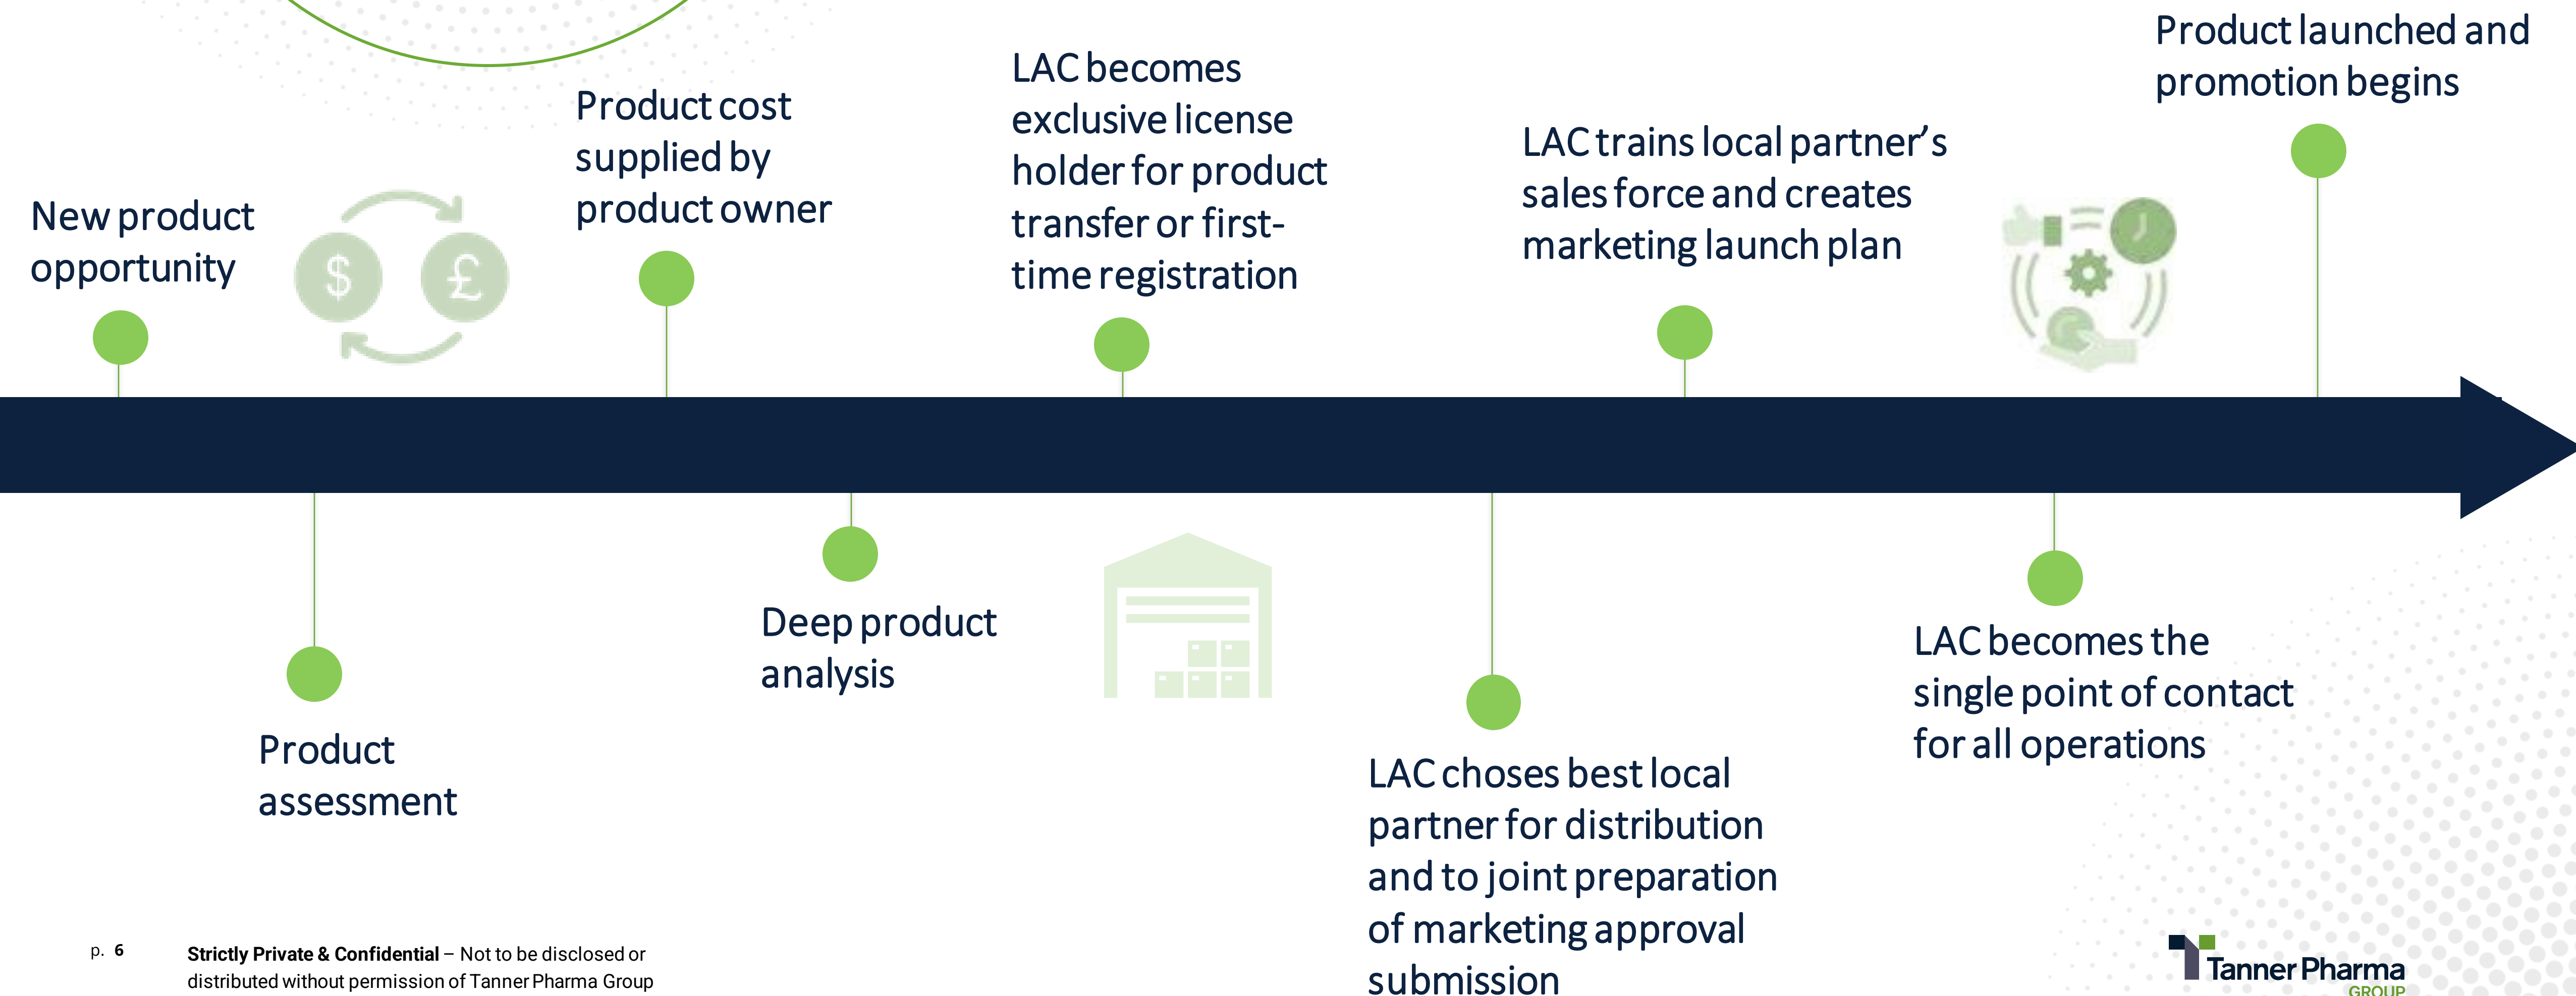 New product
opportunity
Product
assessment
Product cost
supplied by
product owner
Deep product
analysis
LAC becomes
exclusive license
holder for product
transfer or first-
time registration
LAC choses best local
partner for distribution
and to joint preparation
of marketing approval
submission
LAC trains local partner’s
sales force and creates
marketing launch plan
LAC becomes the
single point of contact
for all operations
Product launched and
promotion begins
$ £
p. 6
Strictly Private & Confidential – Not to be disclosed or
distributed without permission of Tanner Pharma Group
Tanner Pharma
GROUP